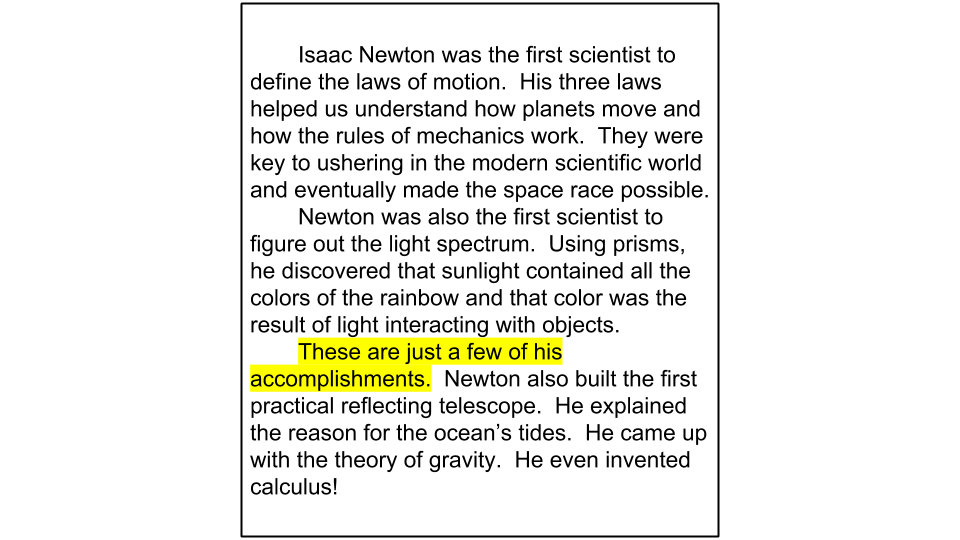 Isaac Newton was the first scientist to
define the laws of motion.  His three laws
helped us understand how planets move and
how the rules of mechanics work.  They were
key to ushering in the modern scientific world
and eventually made the space race possible.
Newton was also the first scientist to
figure out the light spectrum.  Using prisms,
he discovered that sunlight contained all the
colors of the rainbow and that color was the
result of light interacting with objects.
These are just a few of his
accomplishments.  Newton also built the first
practical reflecting telescope.  He explained
the reason for the ocean’s tides.  He came up
with the theory of gravity.  He even invented
calculus!